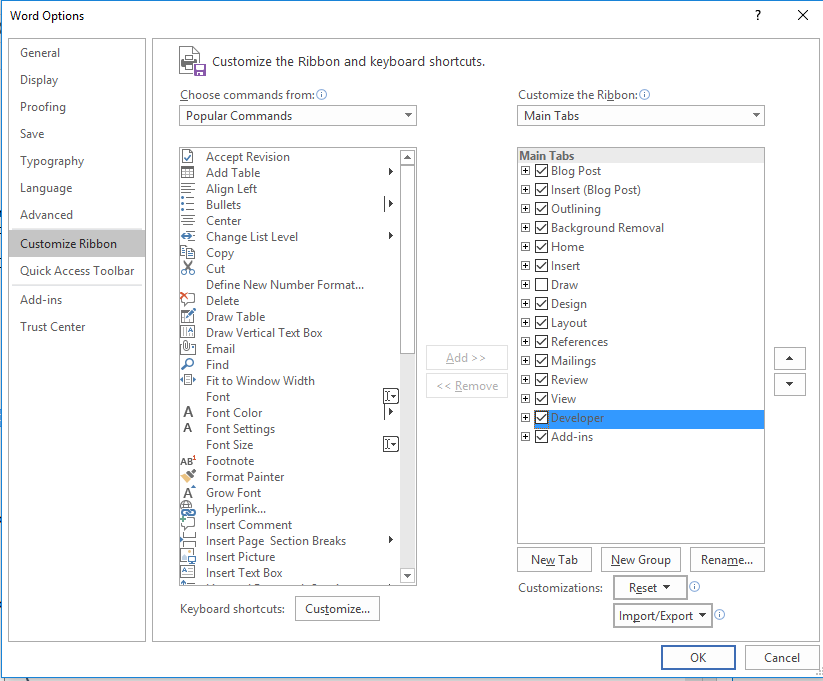 Word Options
?
General
Display
Proofing
Save
Typography
Language
Advanced
Customize Ribbon
Quick Access Toolbar
Add-ins
Trust Center
Customize the Ribbon and keyboard shortcuts.
Choose commands from:
Popular Commands
Accept Revision
Add Table
Align Left
Bullets
Center
Change List Level
Copy
Cut
Define New Number Format...
Delete
Draw Table
Draw Vertical Text Box
Email
Find
Fit to Window Width
Font
Font Color
Font Settings
Font Size
Footnote
Format Painter
Grow Font
Hyperlink...
Insert Comment
Insert Page Section Breaks
Insert Picture
Insert Text Box
Keyboard shortcuts: Customize...
Add >>
<< Remove
Customize the Ribbon:
Main Tabs
Main Tabs
Blog Post
Insert (Blog Post)
Outlining
Background Removal
Home
Insert
Draw
Design
Layout
References
Mailings
Review
View
Developer
Add-ins
New Tab New Group Rename...
Customizations: Reset
Import/Export
OK Cancel